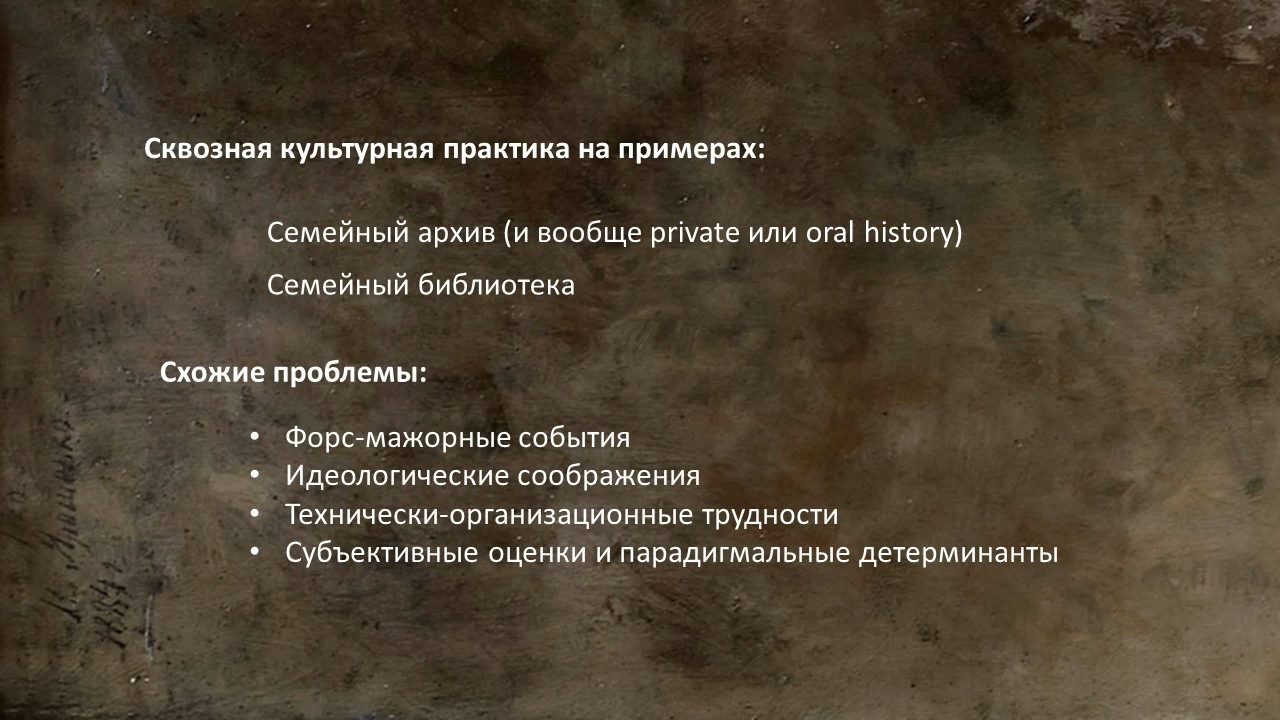 Сквозная культурная практика на примерах:
Семейный архив (и вообще private или oral history)
Семейный библиотека
Схожие проблемы:
• Форс-мажорные события
• Идеологические соображения
• Технически-организационные трудности
• Субъективные оценки и парадигмальные детерминанты